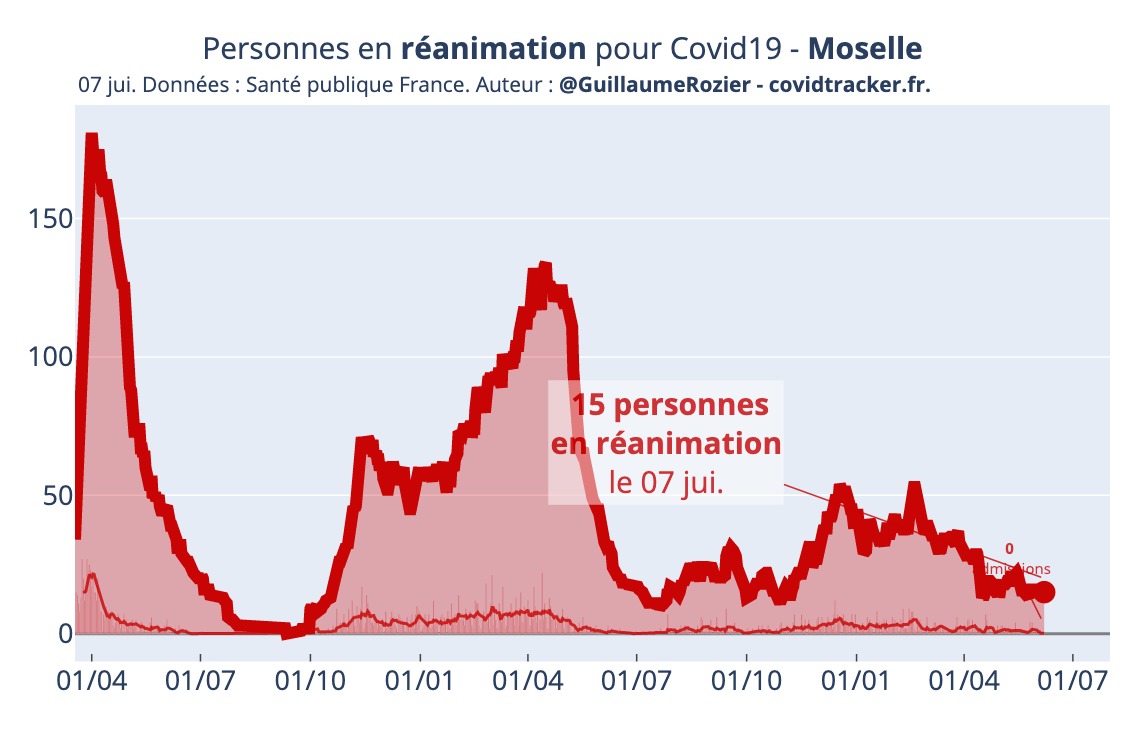 Personnes en réanimation pour Covid19 - Moselle
07 jui. Données : Santé publique France. Auteur : @GuillaumeRozier - covidtracker.fr.
150
100
50
0
15 personnes
en réanimation
le 07 jui.
0
admissions
01/04 01/07 01/10 01/01 01/04 01/07 01/10 01/01 01/04 01/07